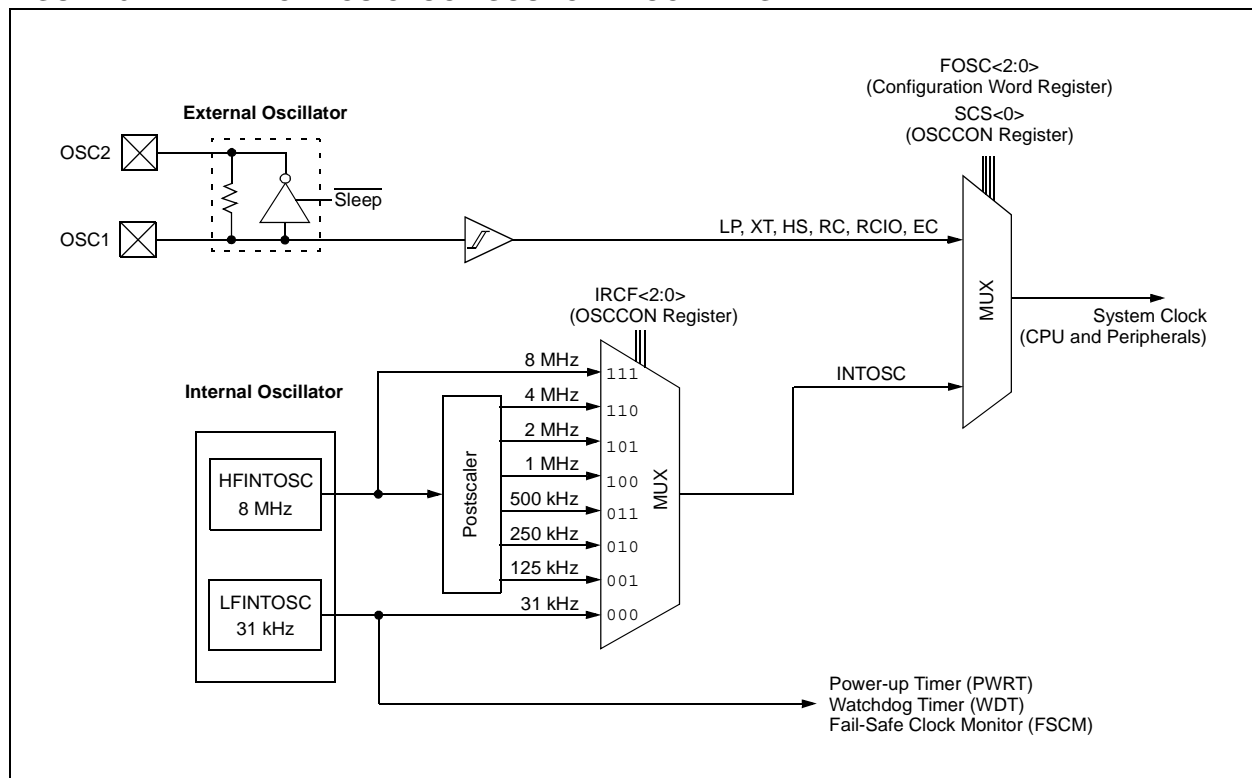 FOSC<2:0>
(Configuration Word Register)
SCS<0>
(OSCCON Register)
External Oscillator
OSC2
Sleep
OSC1
LP, XT, HS, RC, RCIO, EC
IRCF<2:0>
(OSCCON Register)
MUX
System Clock
(CPU and Peripherals)
INTOSC
Internal Oscillator
8 MHz
111
4 MHz
110
2 MHz
101
1 MHz
100
500 kHz
011
250 kHz
010
125 kHz
001
31 kHz
000
MUX
Postscaler
HFINTOSC
8 MHz
LFINTOSC
31 kHz
Power-up Timer (PWRT)
Watchdog Timer (WDT)
Fail-Safe Clock Monitor (FSCM)